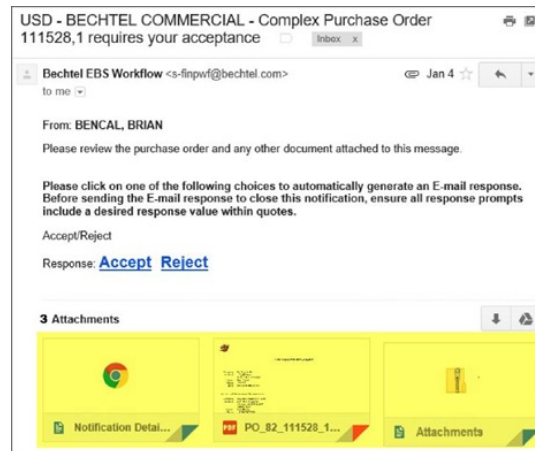 USD - BECHTEL COMMERCIAL - Complex Purchase Order
111528,1 requires your acceptance Inbox x
Bechtel EBS Workflow <s-finpwf@bechtel.com> Jan 4
to me
From: BENCAL, BRIAN
Please review the purchase order and any other document attached to this message.
Please click on one of the following choices to automatically generate an E-mail response.
Before sending the E-mail response to close this notification, ensure all response prompts
include a desired response value within quotes.
Accept/Reject
Response: Accept Reject
3 Attachments
Notification Detai... PDF PO_82_111528_1... Attachments